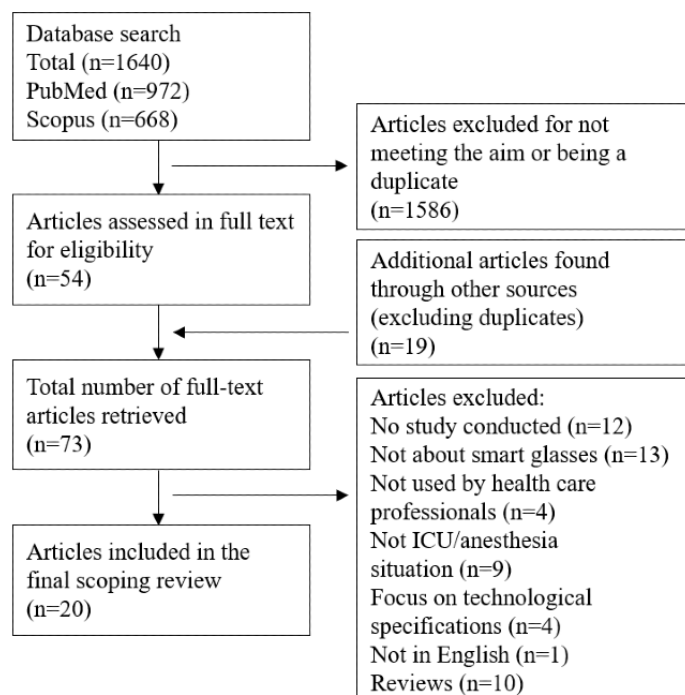 Database search
Total (n=1640)
PubMed (n=972)
Scopus (n=668)
Articles excluded for not
meeting the aim or being a
duplicate
(n=1586)
Articles assessed in full text
for eligibility
(n=54)
Additional articles found
through other sources
(excluding duplicates)
(n=19)
Total number of full-text
articles retrieved
(n=73)
Articles excluded:
No study conducted (n=12)
Not about smart glasses (n=13)
Not used by health care
professionals (n=4)
Not ICU/anesthesia
situation (n=9)
Focus on technological
specifications (n=4)
Not in English (n=1)
Reviews (n=10)
Articles included in the
final scoping review
(n=20)